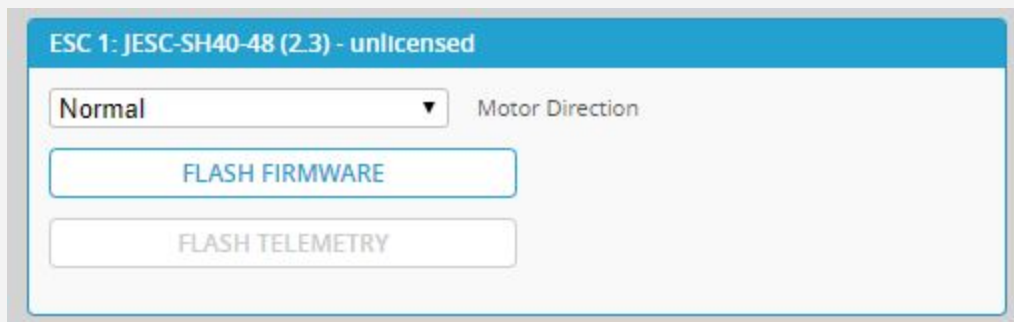 ESC 1: JESC-SH40-48 (2.3) - unlicensed
Normal Motor Direction
FLASH FIRMWARE
FLASH TELEMETRY